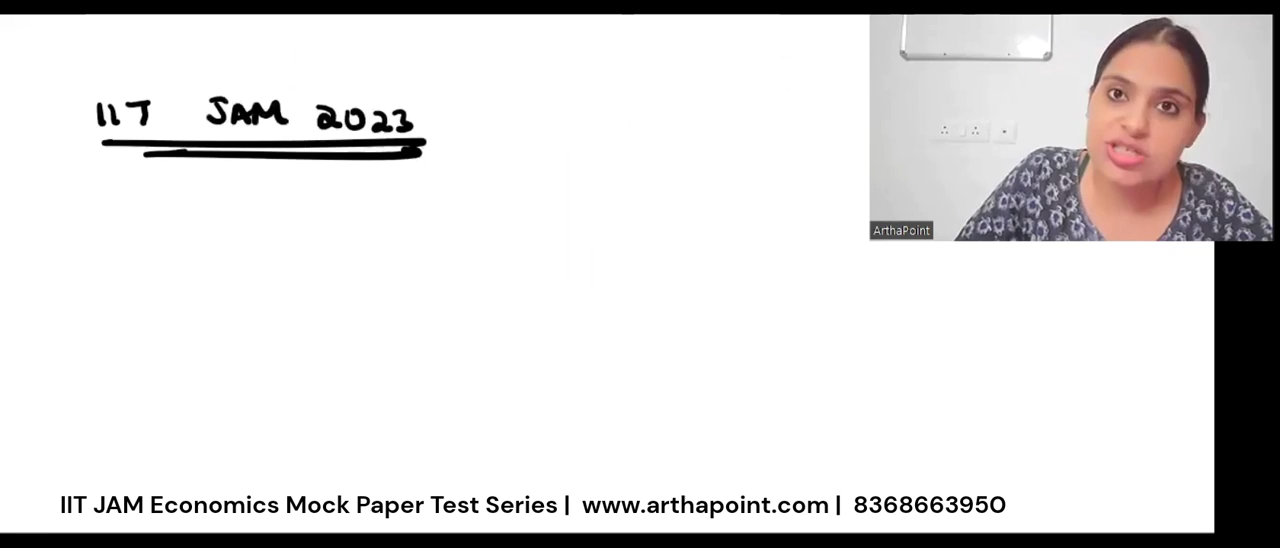 IIT JAM 2023
ArthaPoint
IIT JAM Economics Mock Paper Test Series | www.arthapoint.com | 8368663950